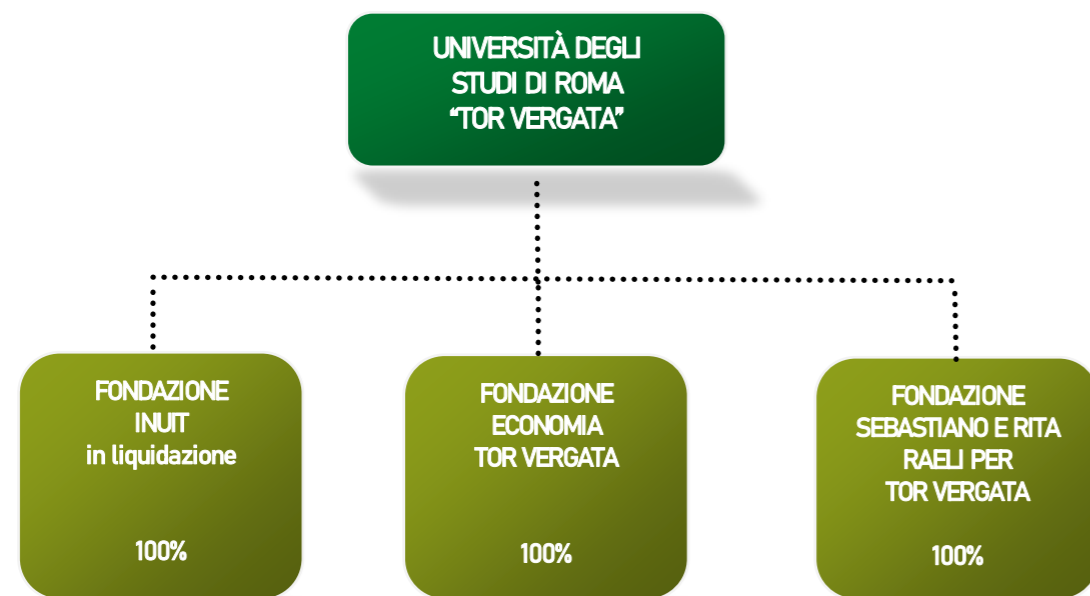 UNIVERSITÀ DEGLI
STUDI DI ROMA
"TOR VERGATA"
FONDAZIONE
INUIT
in liquidazione
100%
FONDAZIONE
ECONOMIA
TOR VERGATA
100%
FONDAZIONE
SEBASTIANO E RITA
RAELI PER
TOR VERGATA
100%